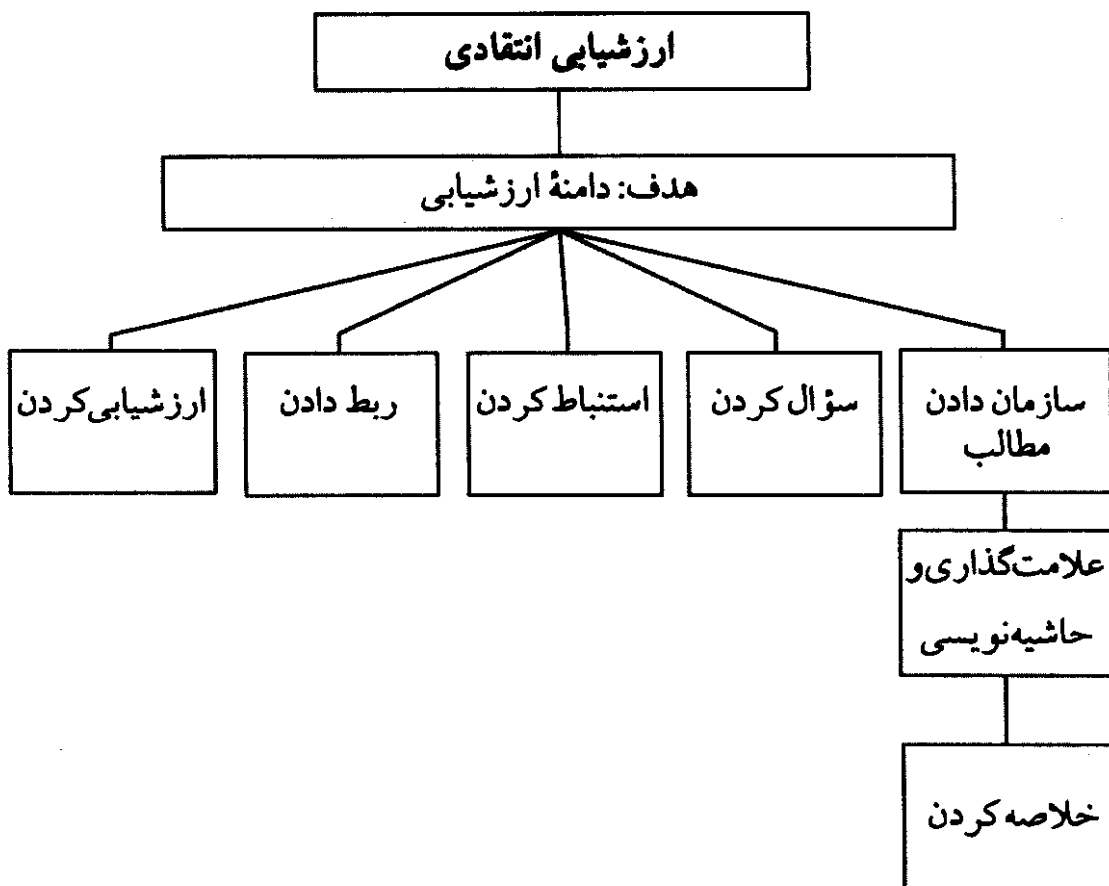 ارزشیابی انتقادی
هدف: دامنهٔ ارزشیابی
سازمان دادن
مطالب
سؤال کردن
استنباط کردن
ربط دادن
ارزشیابی‌کردن
علامت‌گذاری‌و
حاشیه‌نویسی
خلاصه کردن